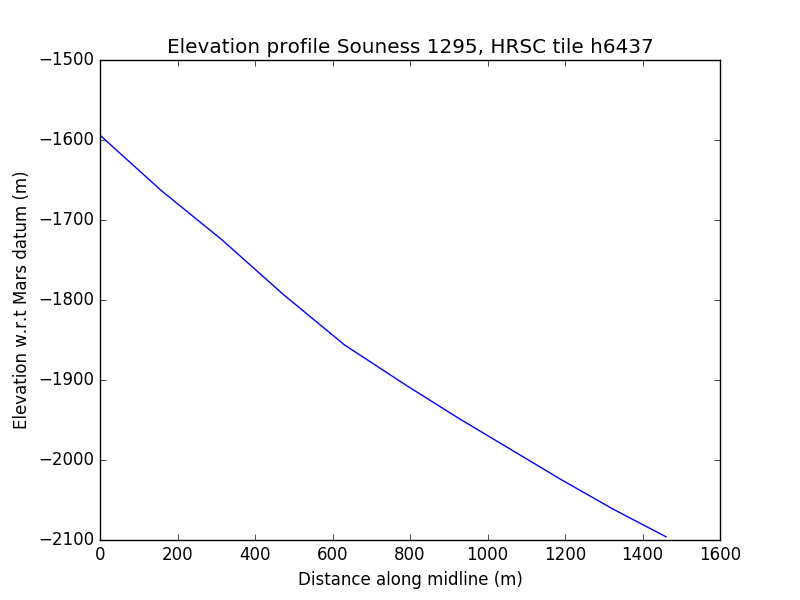 Elevation profile Souness 1295, HRSC tile h6437
−1500
−1600
−1700
−1800
−1900
−2000
−2100
Elevation w.r.t Mars datum (m)
0 200 400 600 800 1000 1200 1400 1600
Distance along midline (m)